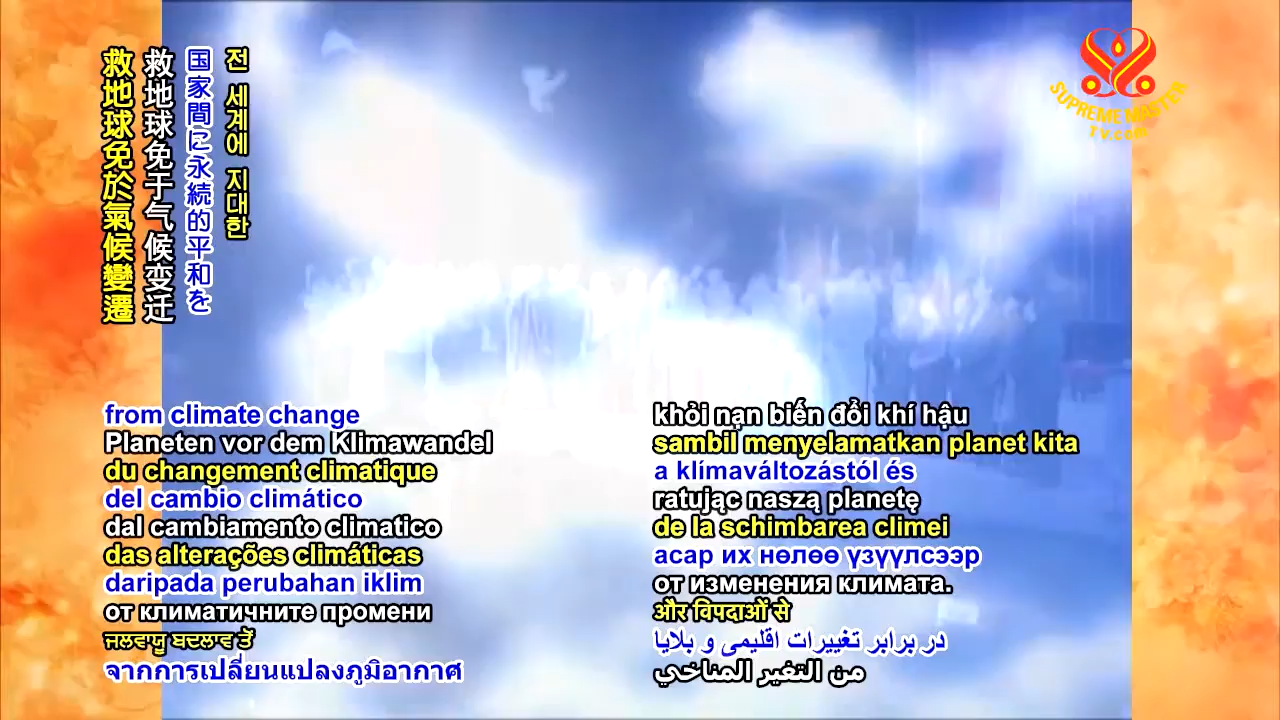 救地球免於氣候變遷
救地球免于气候变迁
国家間に永続的平和を
전 세계에 지대한
SUPREME MASTER
TV.com
from climate change
Planeten vor dem Klimawandel
du changement climatique
del cambio climático
dal cambiamento climatico
das alterações climáticas
daripada perubahan iklim
от климатичните промени
ਜਲਵਾਯੂ ਬਦਲਾਵ ਤੋਂ
จากการเปลี่ยนแปลงภูมิอากาศ
khỏi nạn biến đổi khí hậu
sambil menyelamatkan planet kita
a klímaváltozástól és
ratując naszą planetę
de la schimbarea climei
асар их нөлөө үзүүлсээр
от изменения климата.
और विपदाओं से
در برابر تغییرات اقلیمی و بلایا
من التغير المناخي